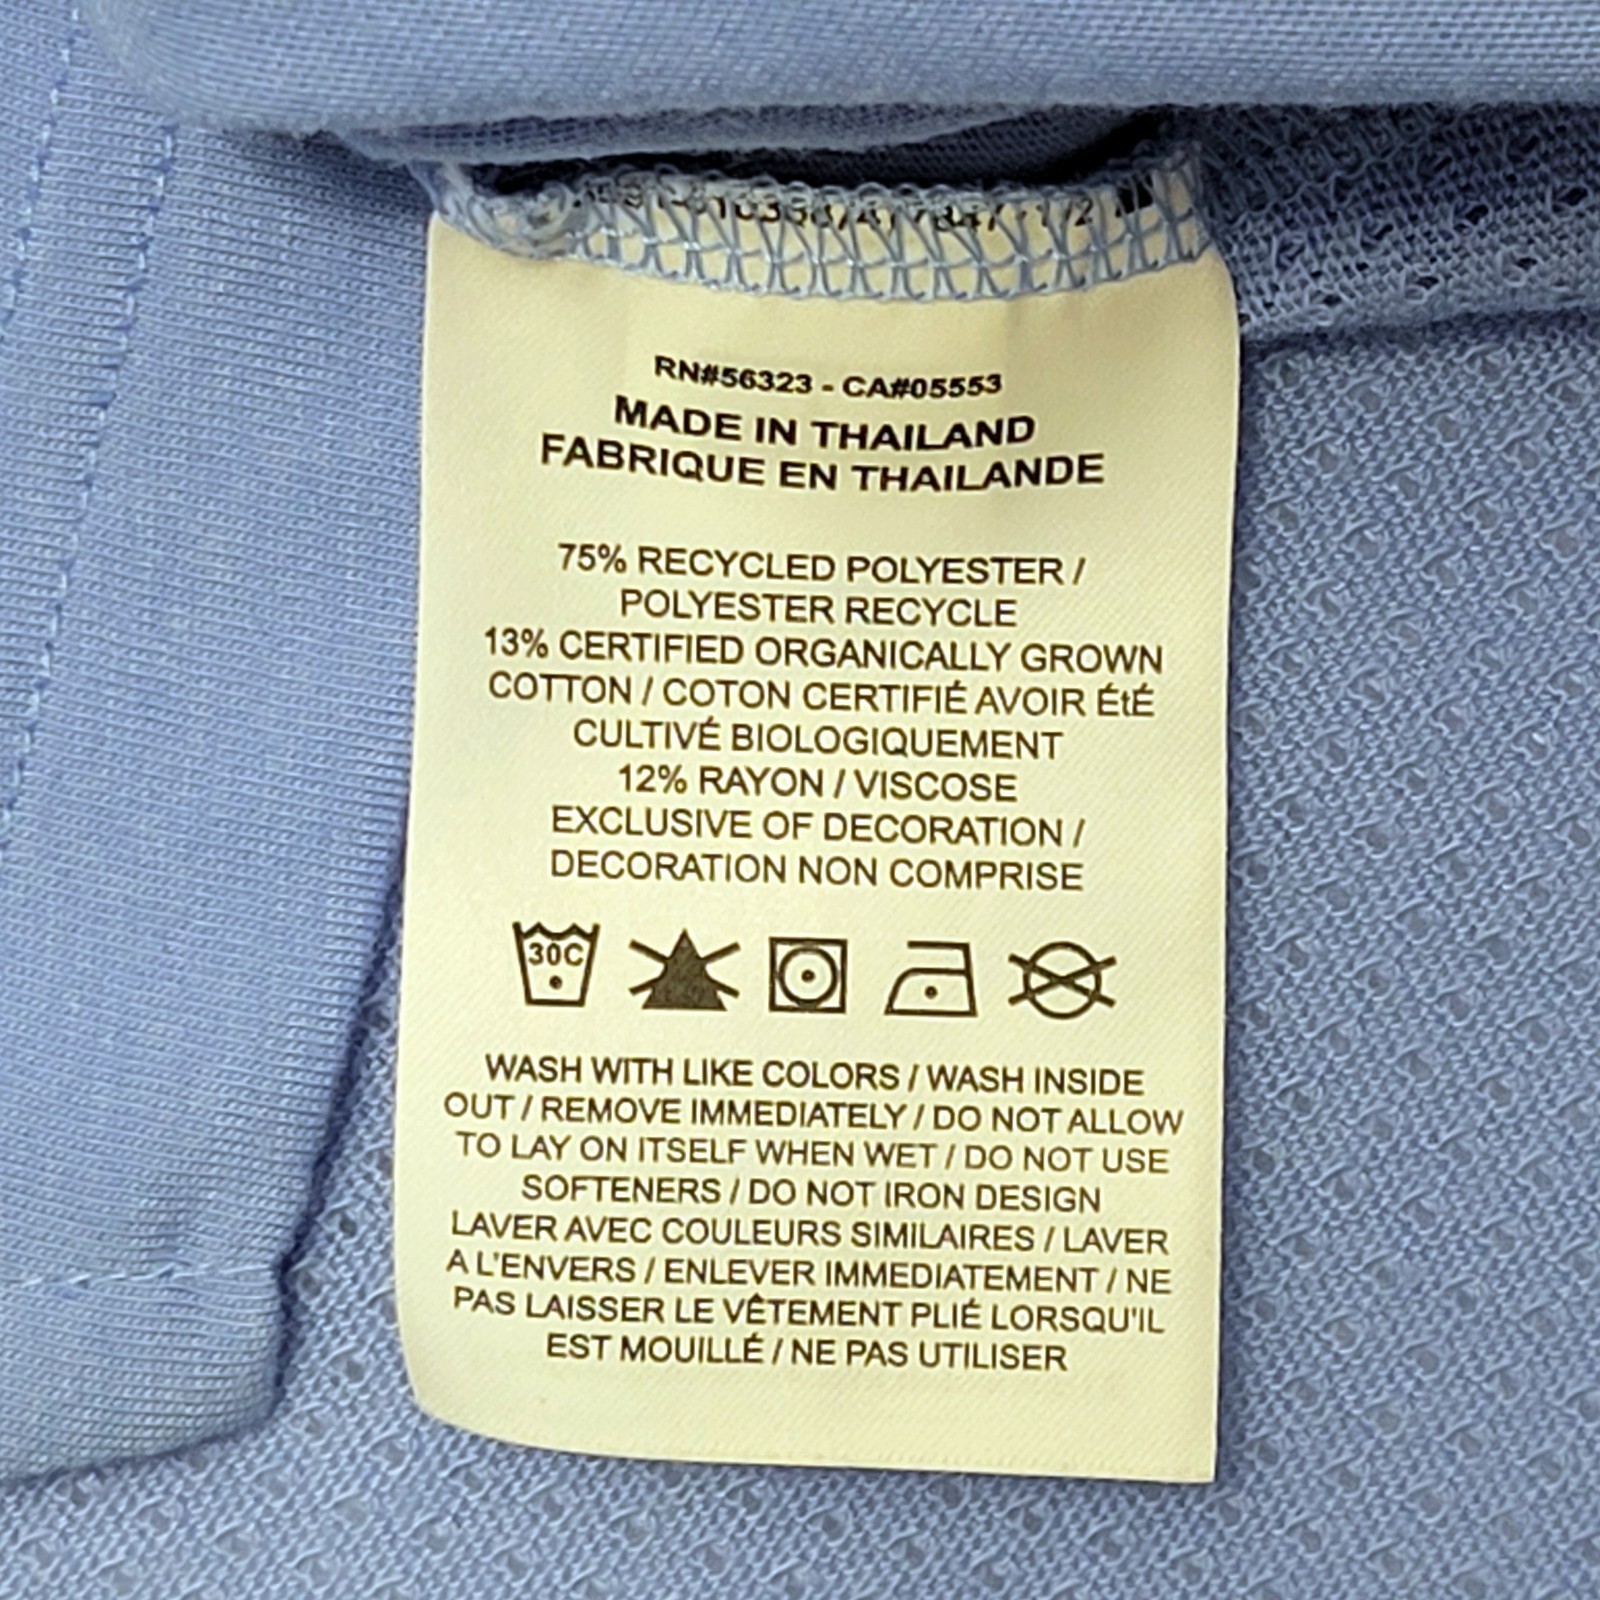 RN#56323 - CA#05553
MADE IN THAILAND
FABRIQUE EN THAILANDE
75% RECYCLED POLYESTER /
POLYESTER RECYCLE
13% CERTIFIED ORGANICALLY GROWN
COTTON / COTON CERTIFIÉ AVOIR ÉtÉ
CULTIVÉ BIOLOGIQUEMENT
12% RAYON / VISCOSE
EXCLUSIVE OF DECORATION /
DECORATION NON COMPRISE
30C
WASH WITH LIKE COLORS / WASH INSIDE
OUT / REMOVE IMMEDIATELY / DO NOT ALLOW
TO LAY ON ITSELF WHEN WET / DO NOT USE
SOFTENERS / DO NOT IRON DESIGN
LAVER AVEC COULEURS SIMILAIRES / LAVER
A L'ENVERS / ENLEVER IMMEDIATEMENT / NE
PAS LAISSER LE VÊTEMENT PLIÉ LORSQU'IL
EST MOUILLÉ / NE PAS UTILISER